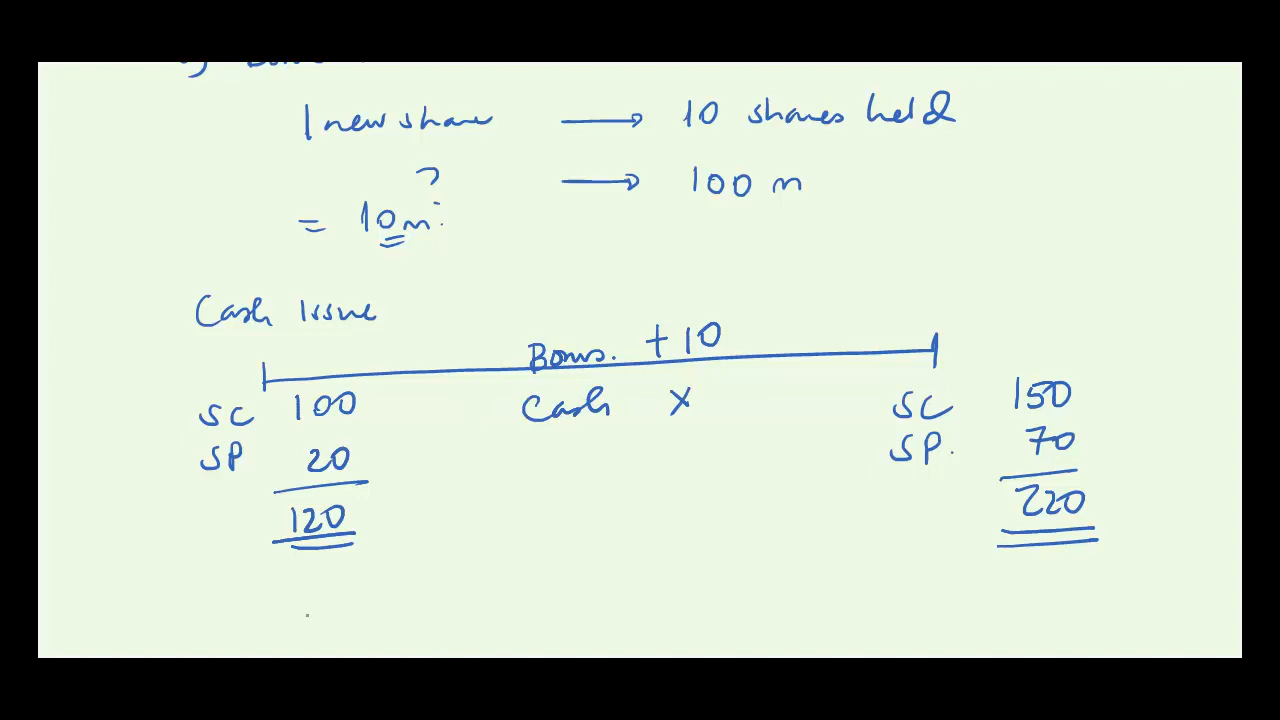 1 new share → 10 shares held
? → 100 m
= 10m
Cash Issue
Bonus. + 10
SC 100 Cash x SC 150
SP 20 SP. 70
120 220